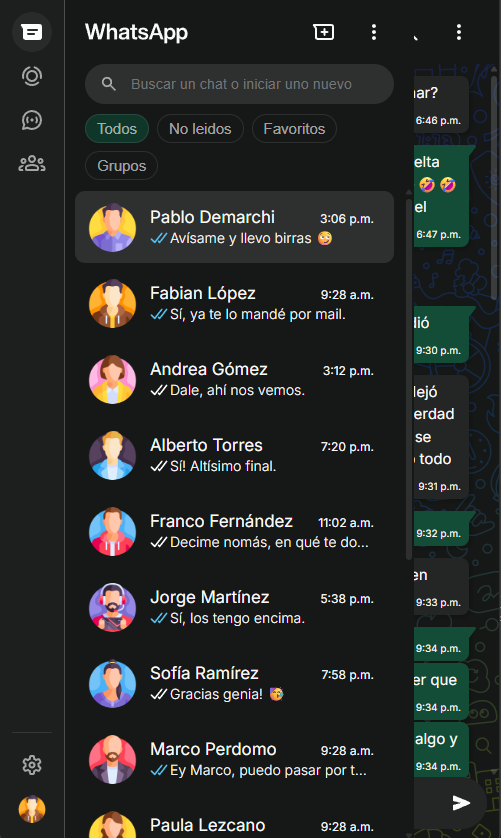 WhatsApp
Buscar un chat o iniciar uno nuevo
Todos
No leidos
Favoritos
Grupos
Pablo Demarchi
3:06 p.m.
Avísame y llevo birras 🤪
Fabian López
9:28 a.m.
Sí, ya te lo mandé por mail.
Andrea Gómez
3:12 p.m.
Dale, ahí nos vemos.
Alberto Torres
7:20 p.m.
Sí! Altísimo final.
Franco Fernández
11:02 a.m.
Decime nomás, en qué te do...
Jorge Martínez
5:38 p.m.
Sí, los tengo encima.
Sofía Ramírez
7:58 p.m.
Gracias genia! 🥳
Marco Perdomo
9:28 a.m.
Ey Marco, puedo pasar por t...
Paula Lezcano
9:28 a.m.
6:46 p.m.
🤣 🤣
el
6:47 p.m.
9:30 p.m.
se
todo
9:31 p.m.
9:32 p.m.
en
9:33 p.m.
9:34 p.m.
er que
9:34 p.m.
algo y
9:34 p.m.